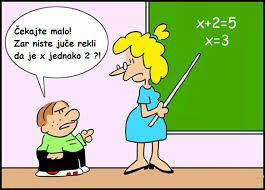 Čekajte malo!
Zar niste juče rekli
da je x jednako 2 ?!
x+2=5
x=3